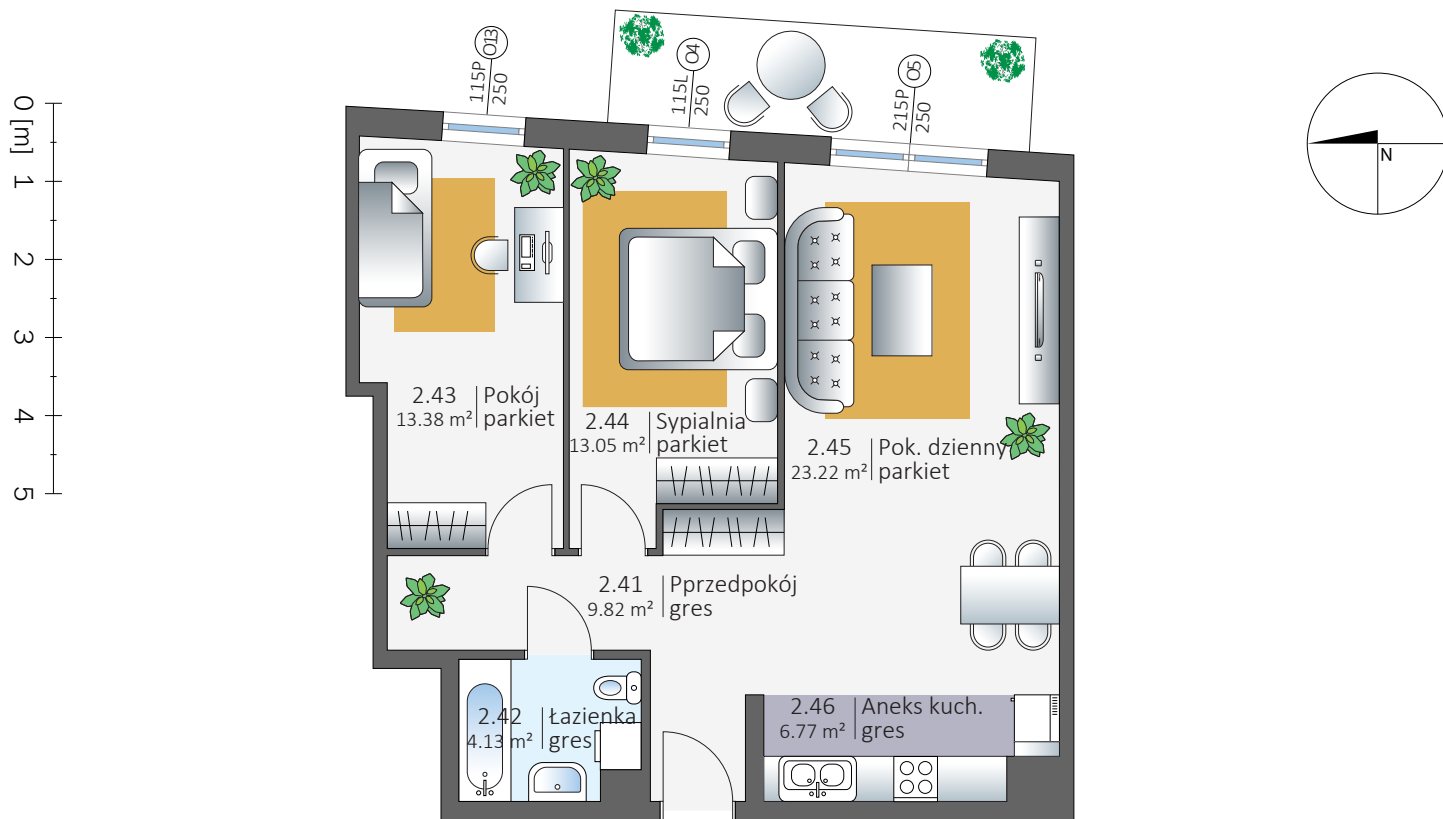 0 [m]
1
2
3
4
5
115P
250
O13
115L
250
O4
215P
250
O5
N
2.43
13.38 m²
Pokój
parkiet
2.44
13.05 m²
Sypialnia
parkiet
2.45
23.22 m²
Pok. dzienny
parkiet
2.41
9.82 m²
Pprzedpokój
gres
2.42
4.13 m²
Łazienka
gres
2.46
6.77 m²
Aneks kuch.
gres